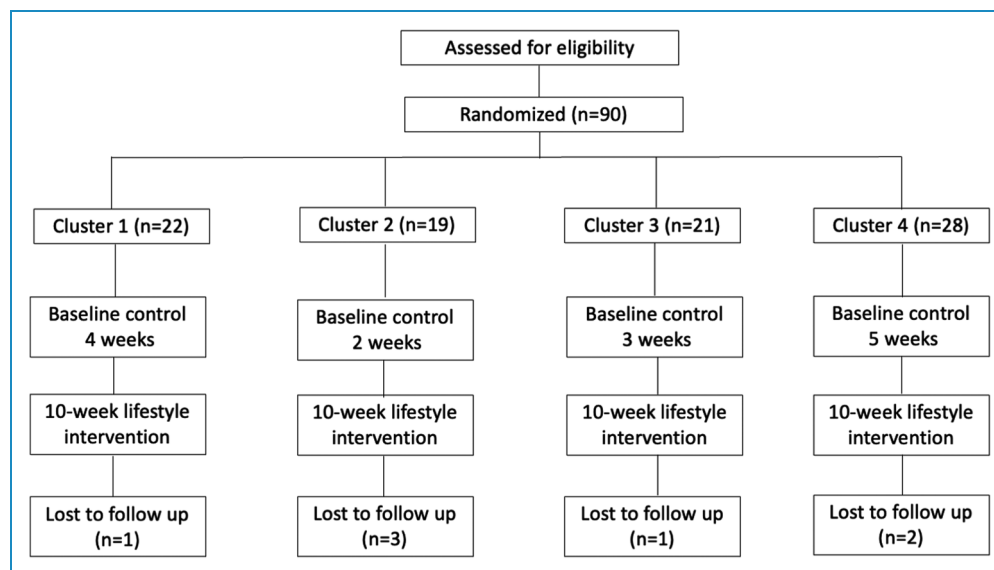 Assessed for eligibility
Randomized (n=90)
Cluster 1 (n=22)
Cluster 2 (n=19)
Cluster 3 (n=21)
Cluster 4 (n=28)
Baseline control
4 weeks
Baseline control
2 weeks
Baseline control
3 weeks
Baseline control
5 weeks
10-week lifestyle
intervention
10-week lifestyle
intervention
10-week lifestyle
intervention
10-week lifestyle
intervention
Lost to follow up
(n=1)
Lost to follow up
(n=3)
Lost to follow up
(n=1)
Lost to follow up
(n=2)